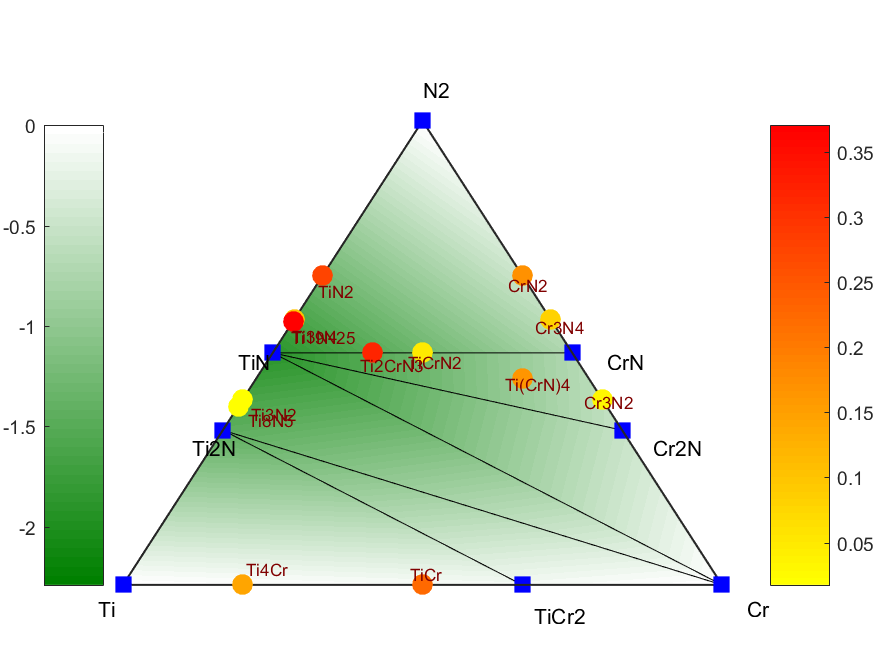 N2
0
-0.5
-1
-1.5
-2
0.35
0.3
0.25
0.2
0.15
0.1
0.05
TiN2
CrN2
Cr3N4
Ti2CrN3
TiCrN2
TiN
CrN
Ti(CrN)4
Cr3N2
Ti3N2
Ti6N5
Ti2N
Cr2N
Ti4Cr
TiCr
Ti
TiCr2
Cr